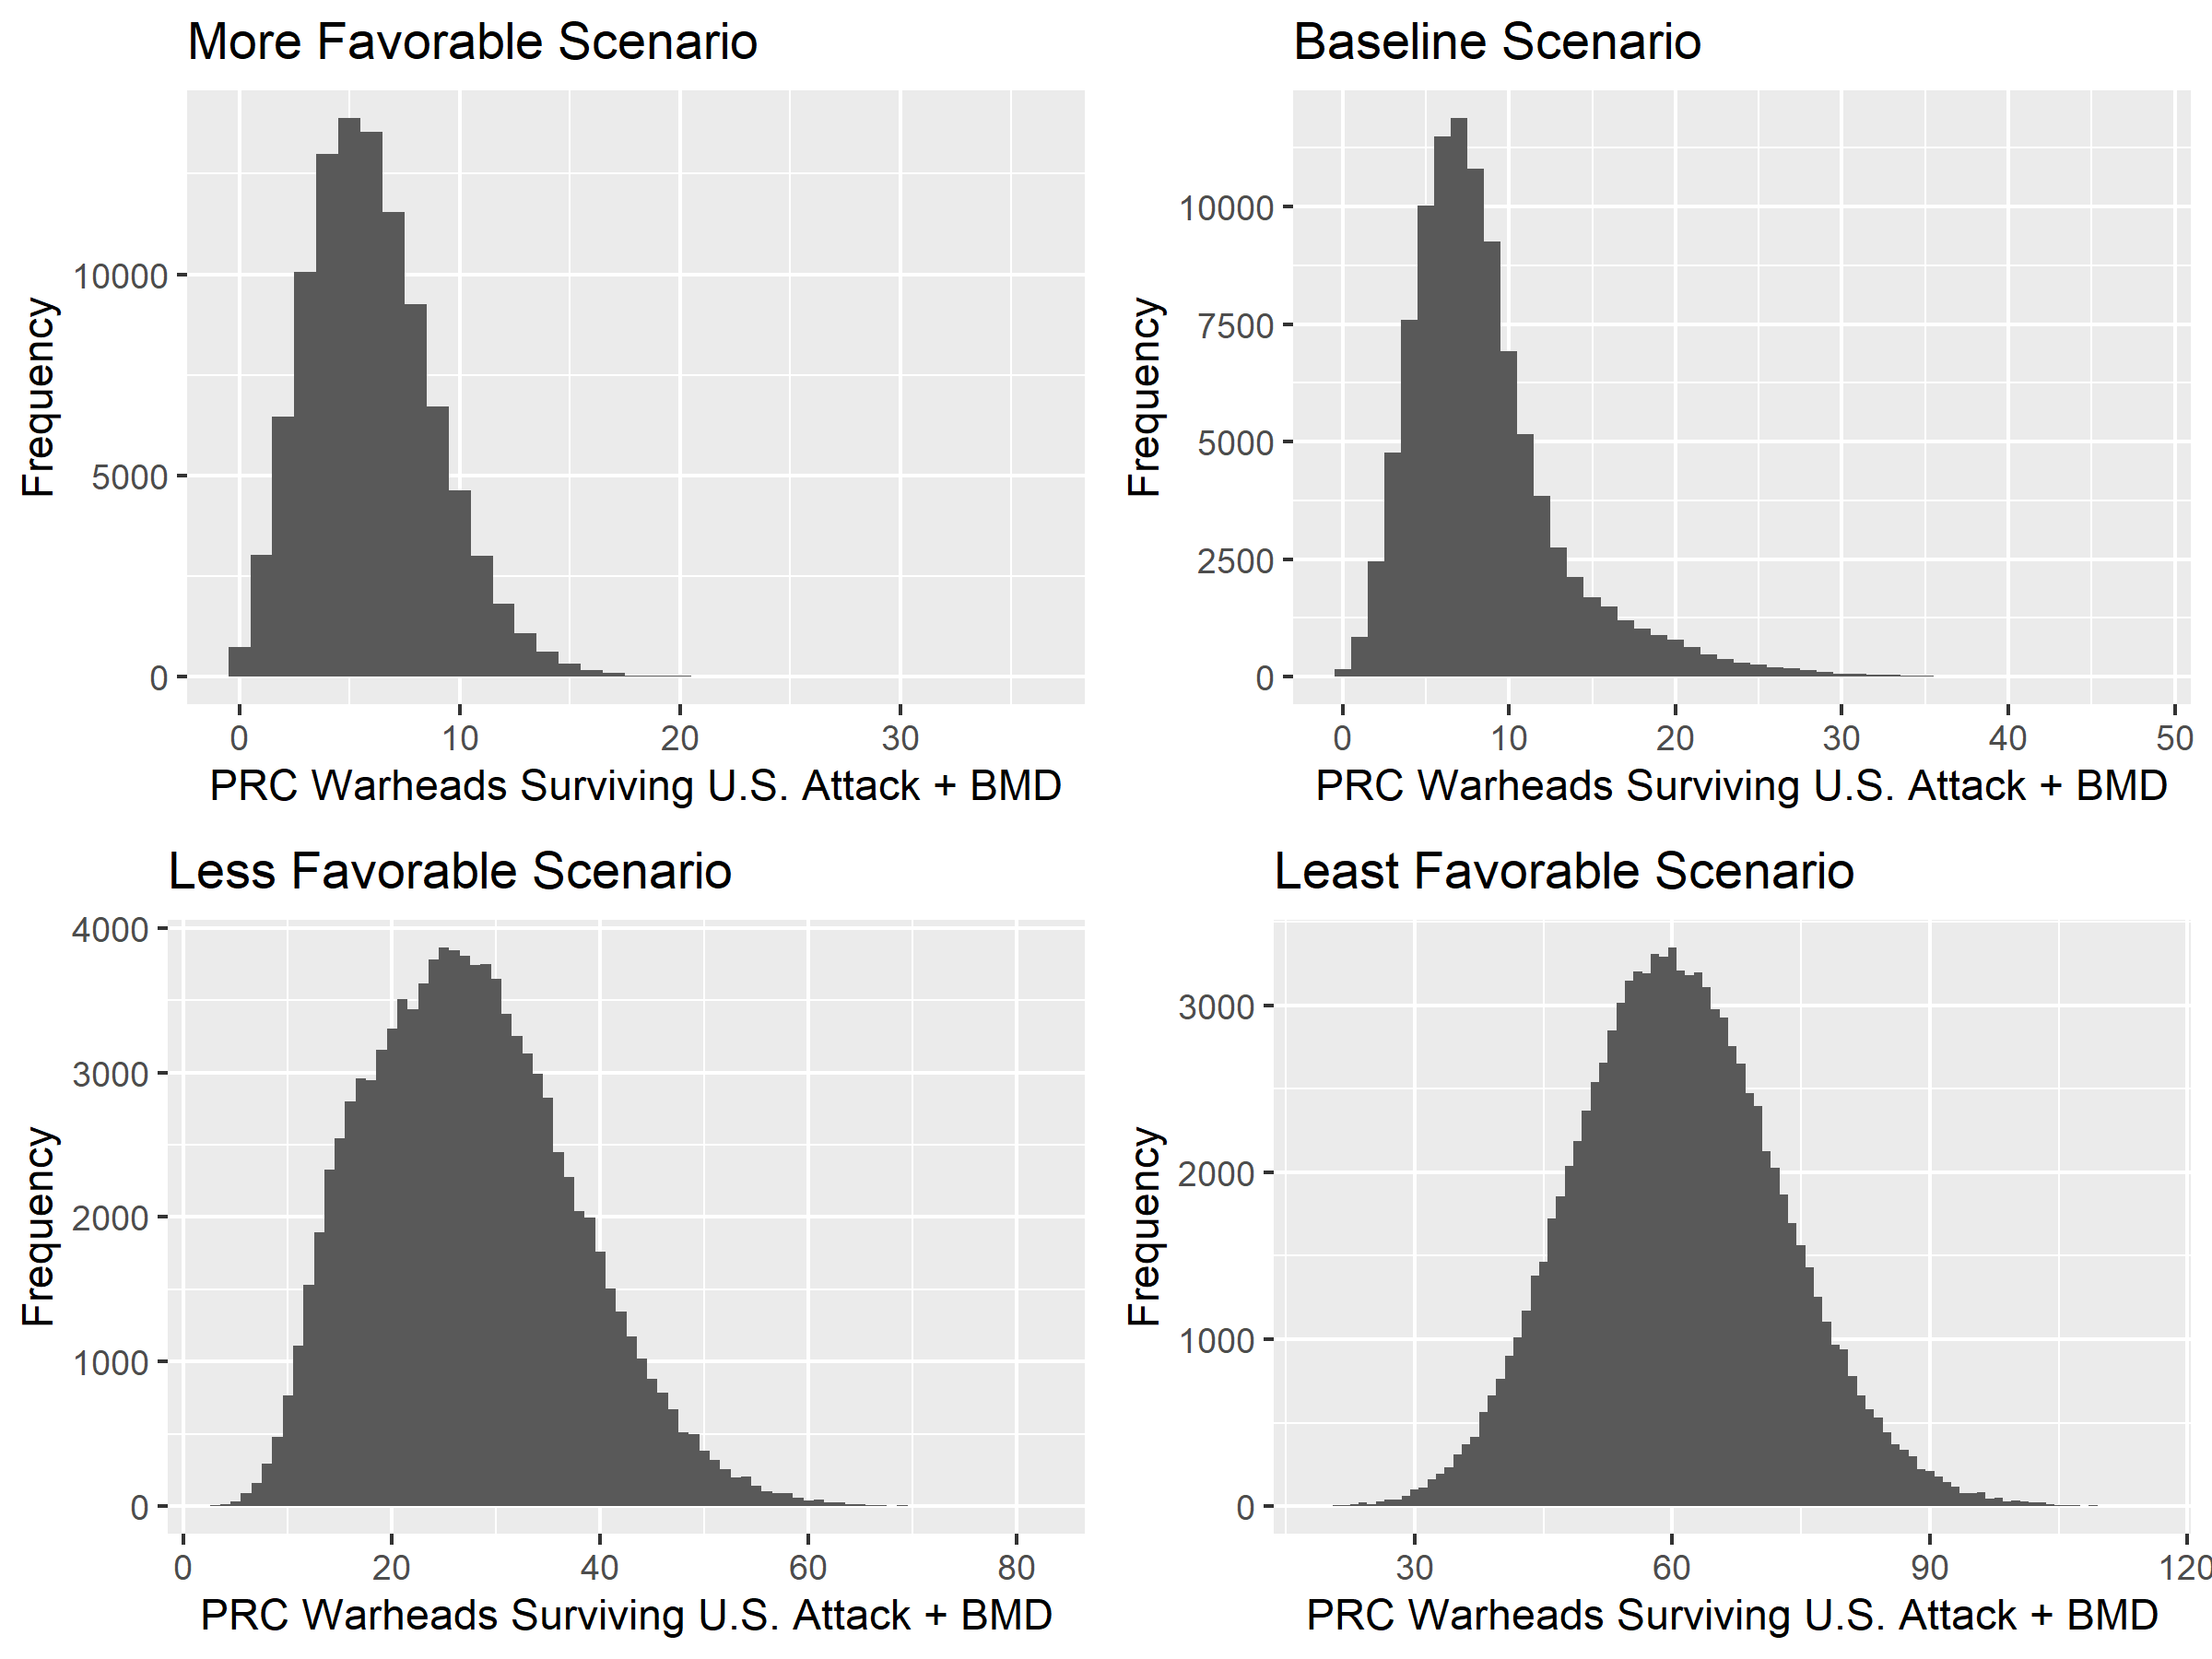 More Favorable Scenario
Frequency
10000
5000
0
0 10 20 30
PRC Warheads Surviving U.S. Attack + BMD
Baseline Scenario
Frequency
10000
7500
5000
2500
0
0 10 20 30 40 50
PRC Warheads Surviving U.S. Attack + BMD
Less Favorable Scenario
Frequency
4000
3000
2000
1000
0
0 20 40 60 80
PRC Warheads Surviving U.S. Attack + BMD
Least Favorable Scenario
Frequency
3000
2000
1000
0
30 60 90 120
PRC Warheads Surviving U.S. Attack + BMD